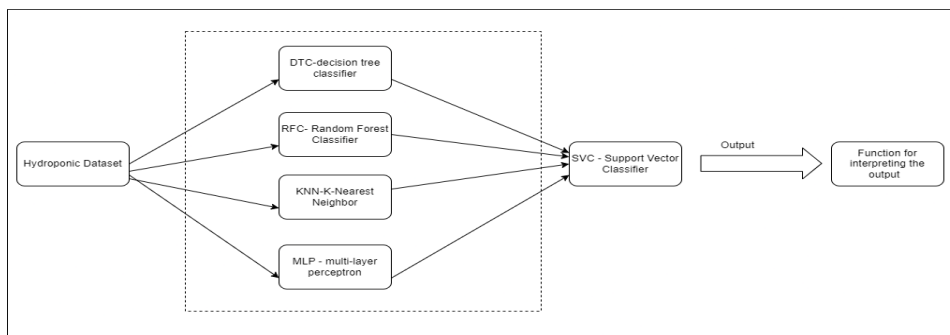 DTC-decision tree
classifier
RFC- Random Forest
Classifier
Hydroponic Dataset
KNN-K-Nearest
Neighbor
MLP - multi-layer
perceptron
SVC - Support Vector
Classifier
Output
Function for
interpreting the
output